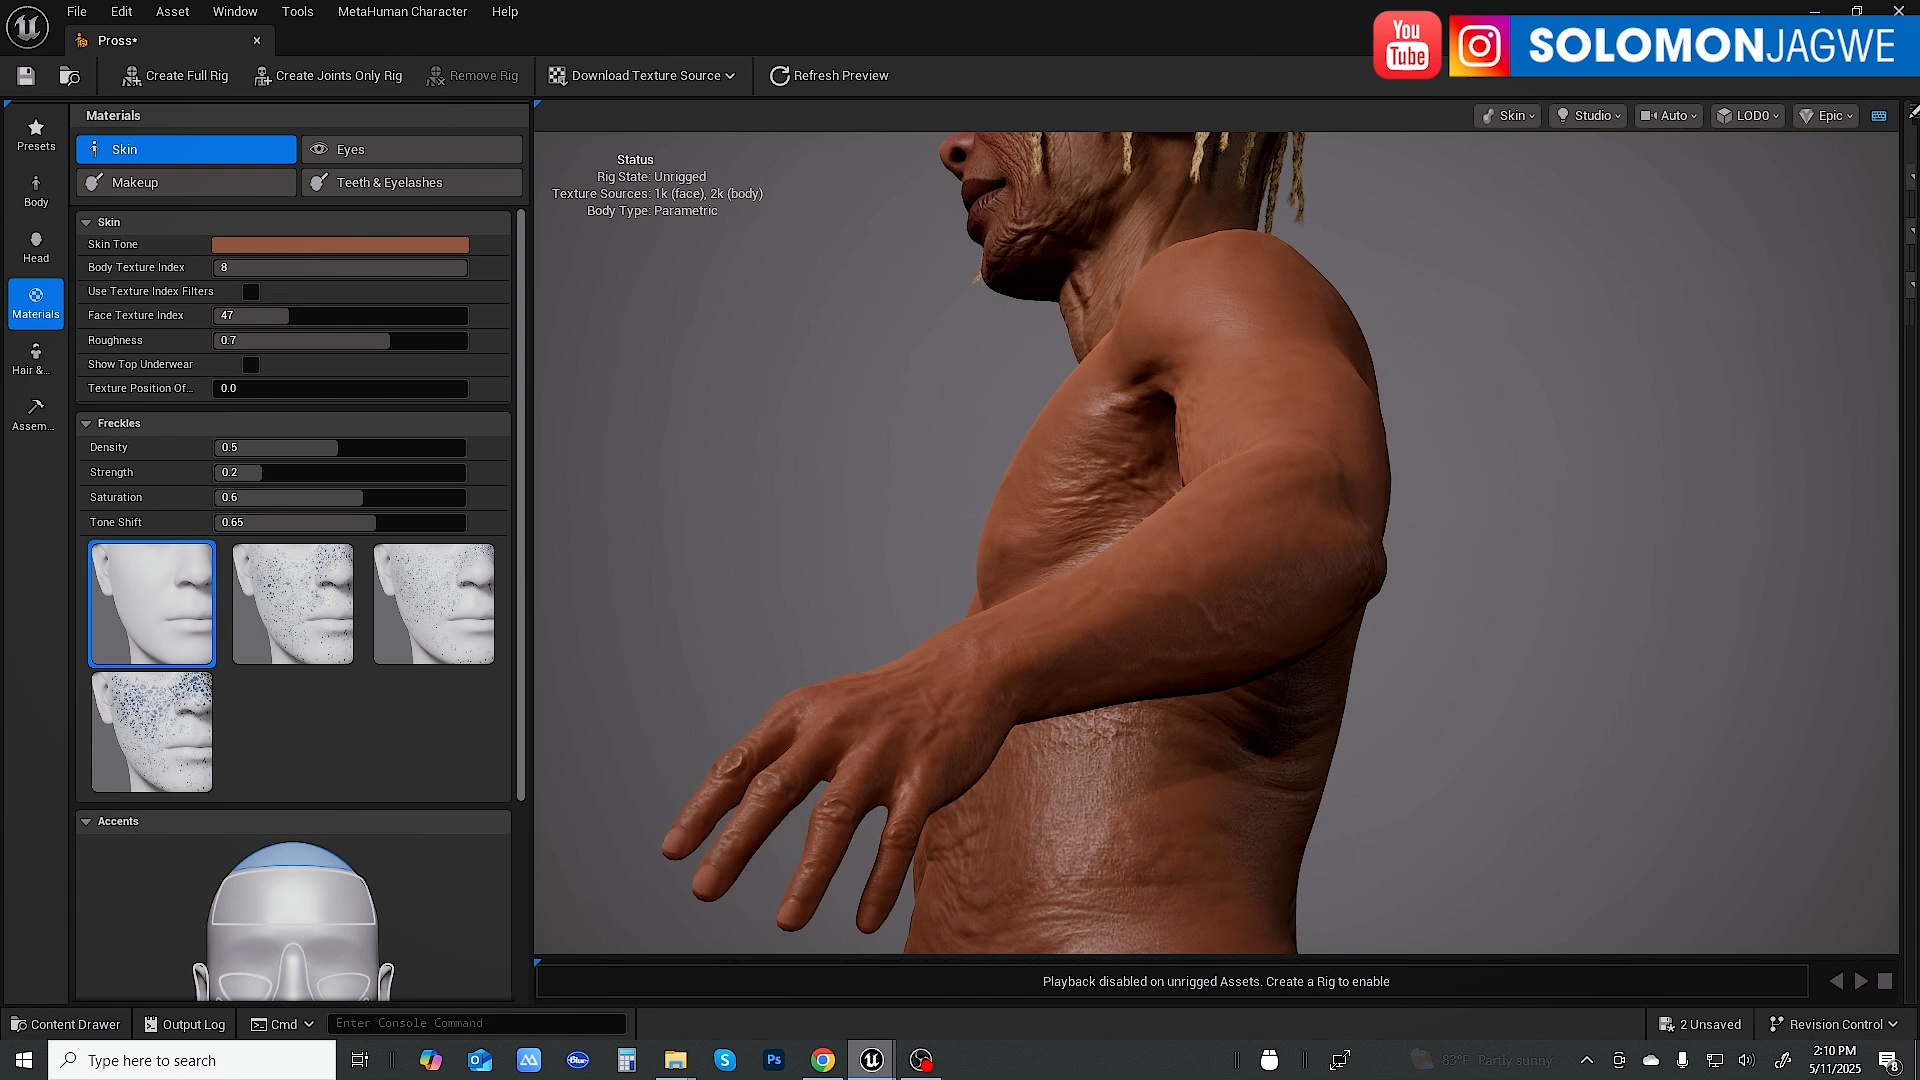 File Edit Asset Window Tools MetaHuman Character Help
Pross*
You Tube
SOLOMONJAGWE
Create Full Rig Create Joints Only Rig Remove Rig Download Texture Source Refresh Preview
Materials
Skin Studio Auto LOD0 Epic
Presets
Body
Head
Materials
Hair &...
Assem...
Skin Eyes
Makeup Teeth & Eyelashes
Skin
Skin Tone
Body Texture Index 8
Use Texture Index Filters
Face Texture Index 47
Roughness 0.7
Show Top Underwear
Texture Position Of... 0.0
Freckles
Density 0.5
Strength 0.2
Saturation 0.6
Tone Shift 0.65
Accents
Status
Rig State: Unrigged
Texture Sources: 1k (face), 2k (body)
Body Type: Parametric
Playback disabled on unrigged Assets. Create a Rig to enable
Content Drawer Output Log Cmd Enter Console Command 2 Unsaved Revision Control
Type here to search
Blue
Ps
83°F Partly sunny
2:10 PM
5/11/2025
8